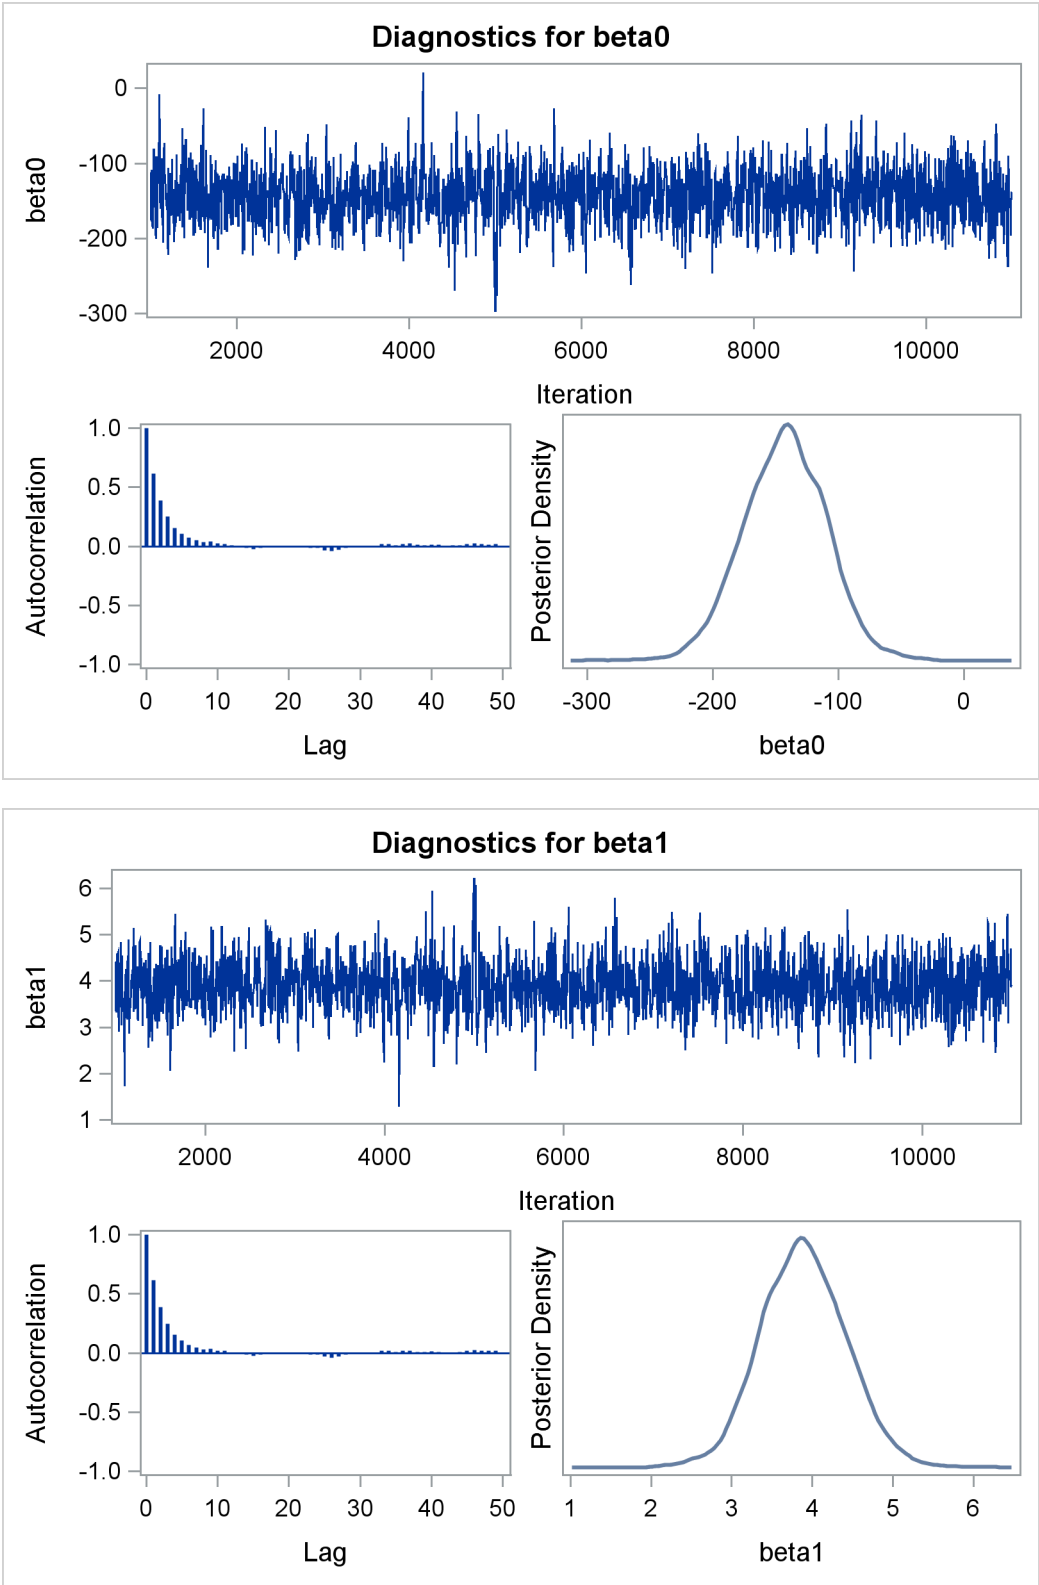 Diagnostics for beta0
beta0
0
-100
-200
-300
2000 4000 6000 8000 10000
Iteration
Autocorrelation
1.0
0.5
0.0
-0.5
-1.0
0 10 20 30 40 50
Lag
Posterior Density
-300 -200 -100 0
beta0
Diagnostics for beta1
beta1
6
5
4
3
2
1
2000 4000 6000 8000 10000
Iteration
Autocorrelation
1.0
0.5
0.0
-0.5
-1.0
0 10 20 30 40 50
Lag
Posterior Density
1 2 3 4 5 6
beta1